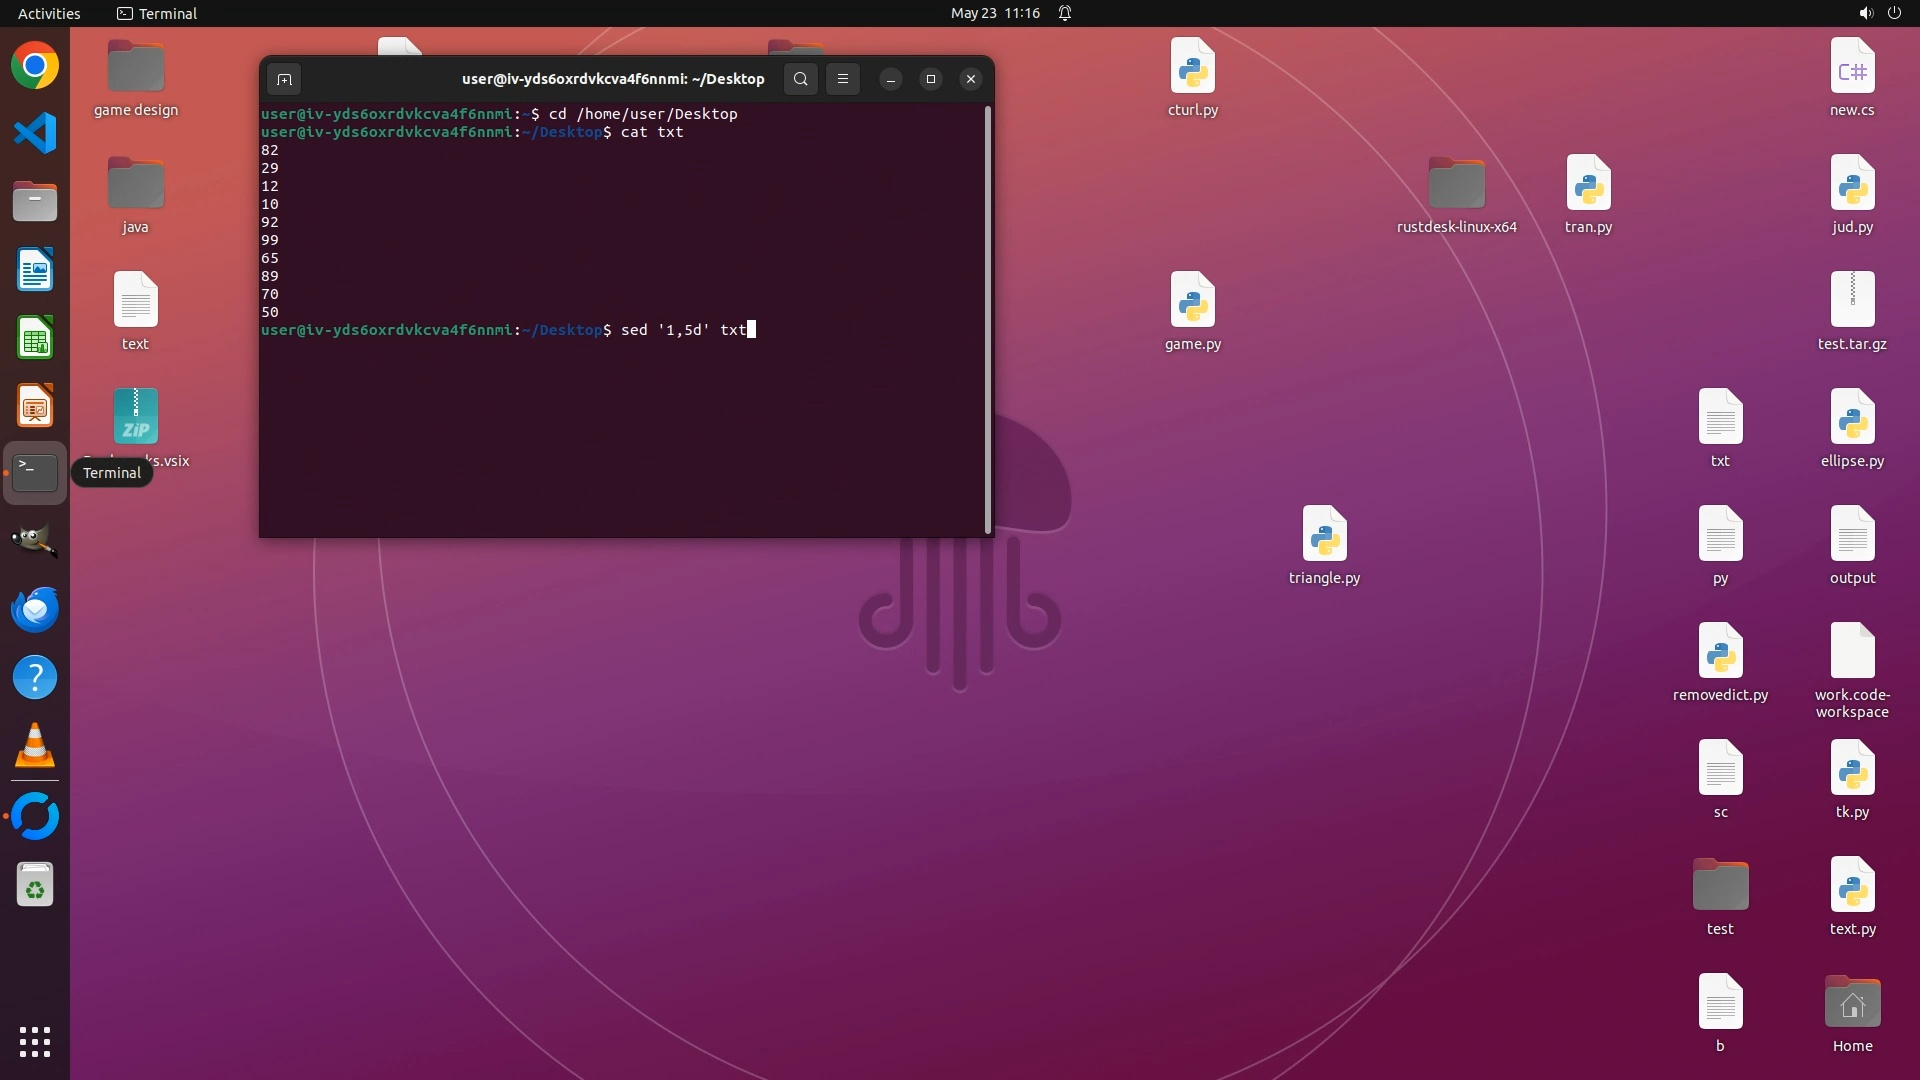 Activities
Terminal
May 23 11:16
game design
java
text
ks.vsix
ZiP
Terminal
user@iv-yds6oxrdvkcva4f6nnmi: ~/Desktop
user@iv-yds6oxrdvkcva4f6nnmi:~$ cd /home/user/Desktop
user@iv-yds6oxrdvkcva4f6nnmi:~/Desktop$ cat txt
82
29
12
10
92
99
65
89
70
50
user@iv-yds6oxrdvkcva4f6nnmi:~/Desktop$ sed '1,5d' txt
cturl.py
C#
new.cs
rustdesk-linux-x64
tran.py
jud.py
game.py
test.tar.gz
txt
ellipse.py
triangle.py
py
output
removedict.py
work.code-
workspace
sc
tk.py
test
text.py
b
Home